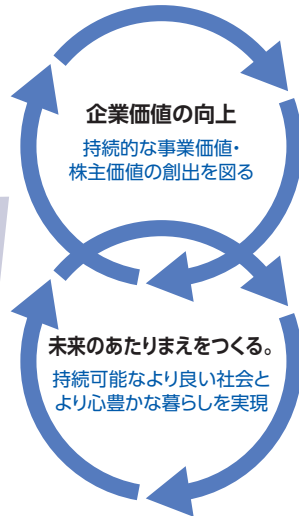 企業価値の向上
持続的な事業価値・
株主価値の創出を図る
未来のあたりまえをつくる。
持続可能なより良い社会と
より心豊かな暮らしを実現